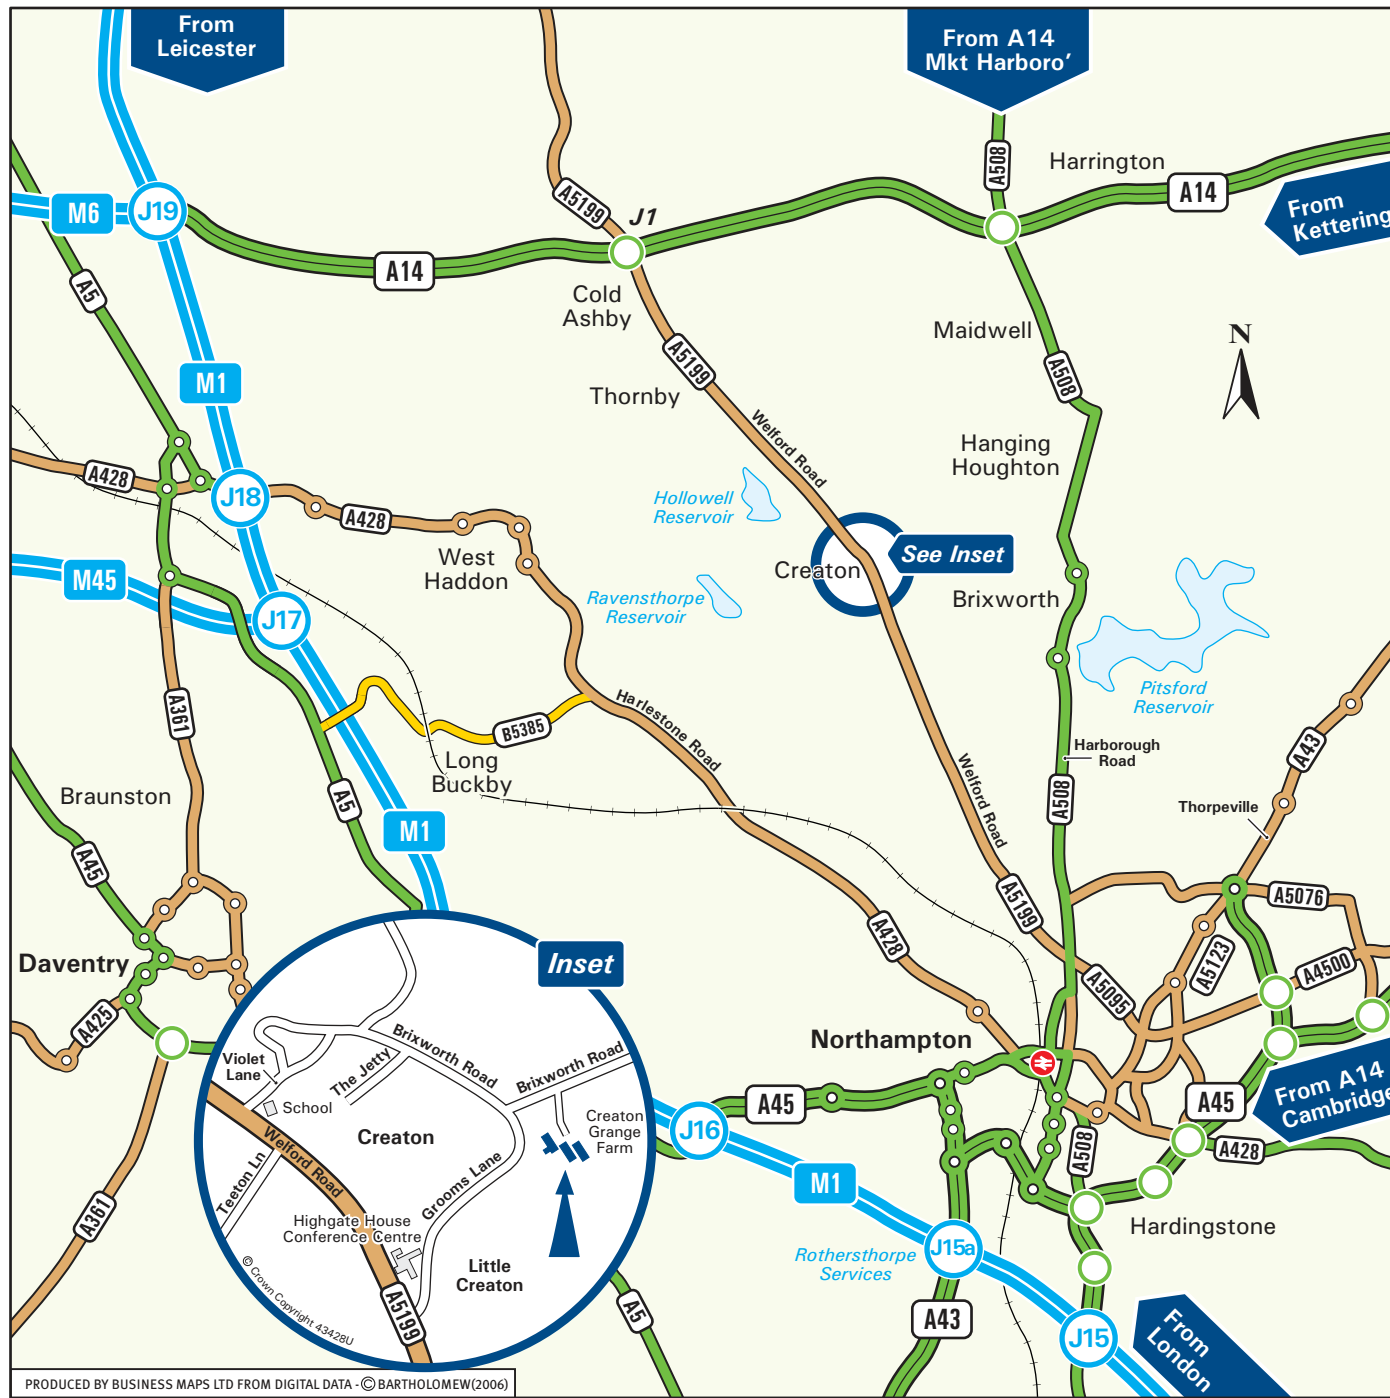 From
Leicester
From A14
Mkt Harboro'
A508
Harrington
A14
From
Kettering
M6
J19
A5199
J1
A14
A5
Cold
Ashby
Maidwell
N
M1
A5199
A508
Thornby
Welford Road
Hanging
Houghton
A428
J18
A428
Hollowell
Reservoir
West
Haddon
Creaton
See Inset
M45
J17
Ravensthorpe
Reservoir
Brixworth
Pitsford
Reservoir
A361
B5385
Harlestone Road
Long
Buckby
Harborough
Road
A43
Braunston
A5
M1
Welford Road
A508
Thorpeville
A45
A5199
A5076
A428
A5123
A4500
Daventry
Inset
A5095
A425
Northampton
Violet
Lane
The Jetty
Brixworth Road
Brixworth Road
School
Creaton
Creaton
Grange
Farm
Welford Road
Teeton Ln
Grooms Lane
Highgate House
Conference Centre
Little
Creaton
A5199
© Crown Copyright 43428U
A45
J16
M1
A45
From A14
Cambridge
A428
A508
Hardingstone
A361
J15a
Rothersthorpe
Services
A5
A43
J15
From
London
PRODUCED BY BUSINESS MAPS LTD FROM DIGITAL DATA - © BARTHOLOMEW(2006)